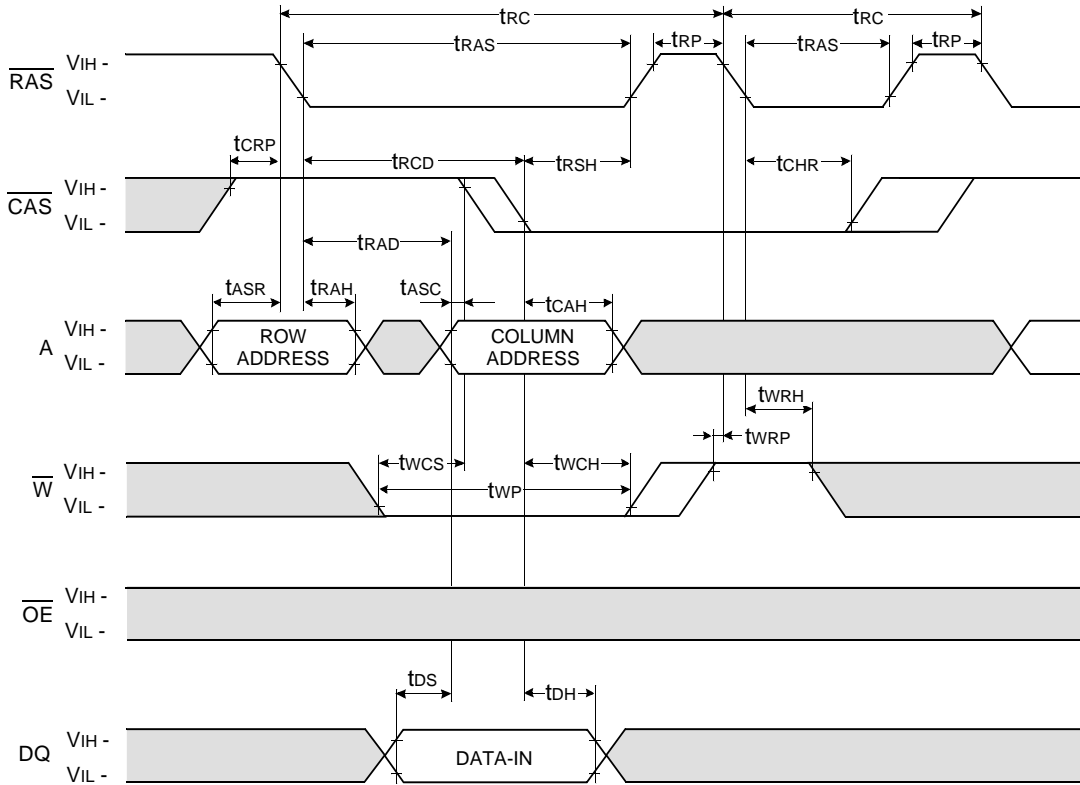 tRC tRC
tRAS tRP tRAS tRP
RAS VIH -
VIL -
tCRP tRCD tRSH tCHR
CAS VIH -
VIL -
tRAD
tASR tRAH tASC tCAH
A VIH -
VIL -
ROW
ADDRESS
COLUMN
ADDRESS
tWRH
tWRP
W VIH -
VIL -
tWCS tWCH
tWP
OE VIH -
VIL -
tDS tDH
DQ VIH -
VIL -
DATA-IN